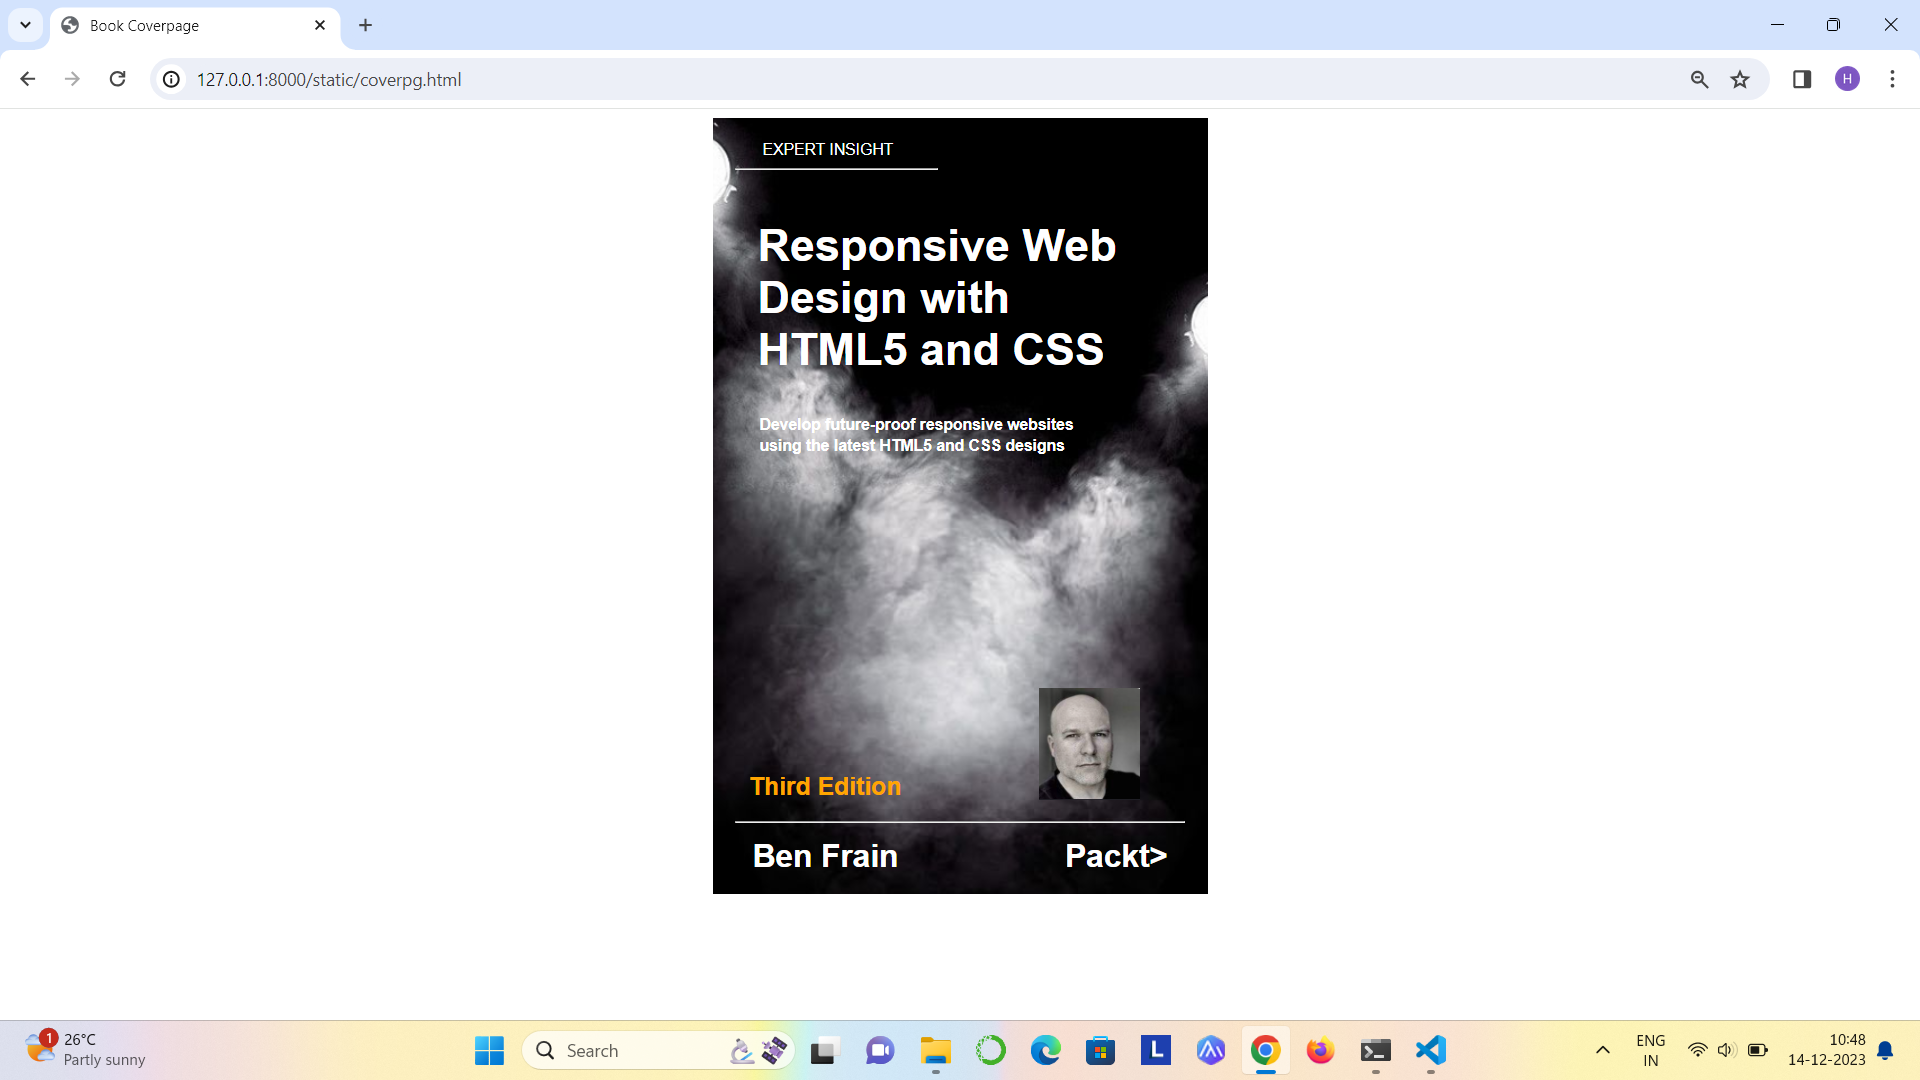 Book Coverpage
127.0.0.1:8000/static/coverpg.html
H
EXPERT INSIGHT
Responsive Web
Design with
HTML5 and CSS
Develop future-proof responsive websites
using the latest HTML5 and CSS designs
Third Edition
Ben Frain
Packt>
1
26°C
Partly sunny
Search
L
ENG
IN
10:48
14-12-2023